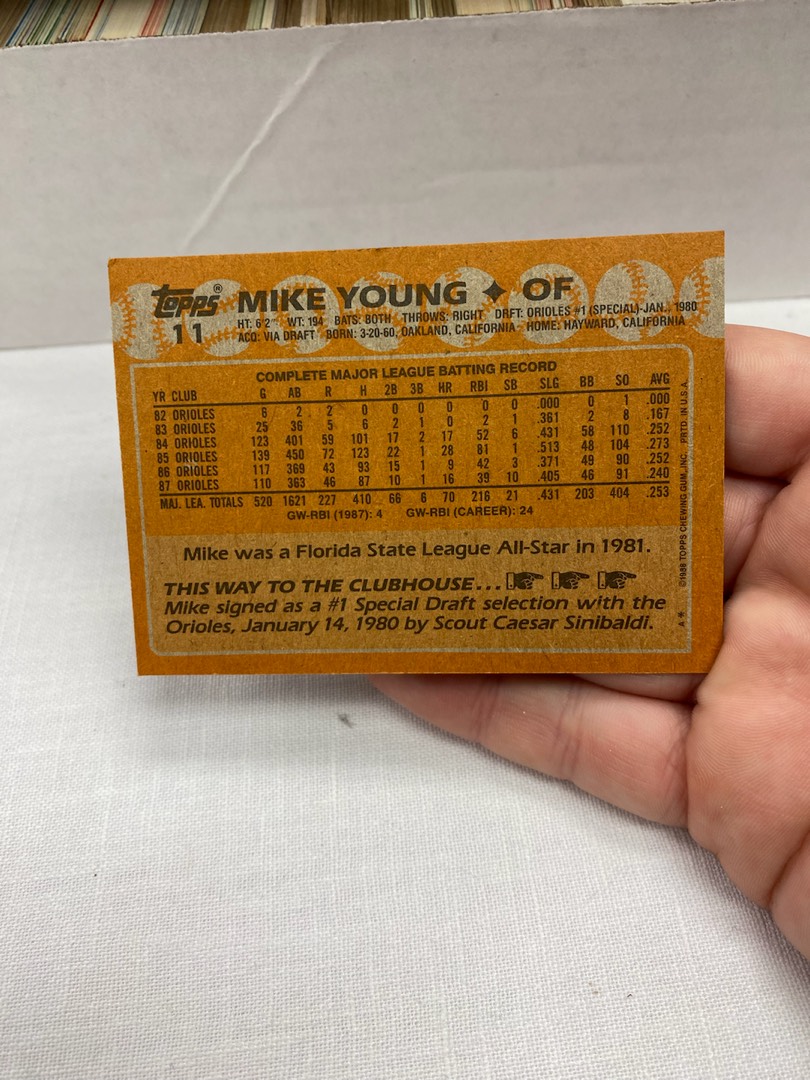 Topps® MIKE YOUNG ✦ OF
11 HT: 6'2" WT: 194 BATS: BOTH THROWS: RIGHT DRFT: ORIOLES #1 (SPECIAL)-JAN., 1980
ACQ: VIA DRAFT BORN: 3-20-60, OAKLAND, CALIFORNIA HOME: HAYWARD, CALIFORNIA
COMPLETE MAJOR LEAGUE BATTING RECORD
YR CLUB G AB R H 2B 3B HR RBI SB SLG BB SO AVG
82 ORIOLES 6 2 2 0 0 0 0 0 0 .000 0 1 .000
83 ORIOLES 25 36 5 6 2 1 0 2 1 .361 2 8 .167
84 ORIOLES 123 401 59 101 17 2 17 52 6 .431 58 110 .252
85 ORIOLES 139 450 72 123 22 1 28 81 1 .513 48 104 .273
86 ORIOLES 117 369 43 93 15 1 9 42 3 .371 49 90 .252
87 ORIOLES 110 363 46 87 10 1 16 39 10 .405 46 91 .240
MAJ. LEA. TOTALS 520 1621 227 410 66 6 70 216 21 .431 203 404 .253
GW-RBI (1987): 4 GW-RBI (CAREER): 24
Mike was a Florida State League All-Star in 1981.
THIS WAY TO THE CLUBHOUSE...
Mike signed as a #1 Special Draft selection with the
Orioles, January 14, 1980 by Scout Caesar Sinibaldi.
A* ©1988 TOPPS CHEWING GUM, INC. PRTD. IN U.S.A.